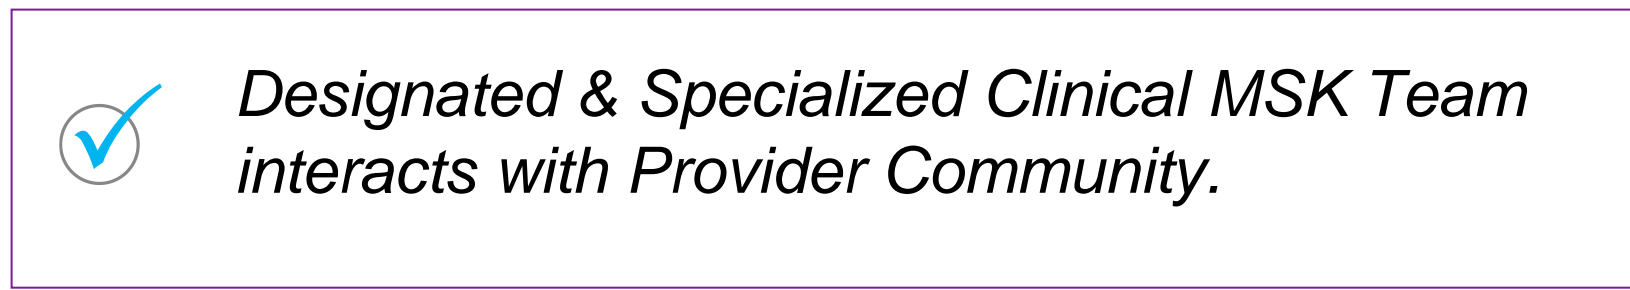 Designated & Specialized Clinical MSK Team
interacts with Provider Community.